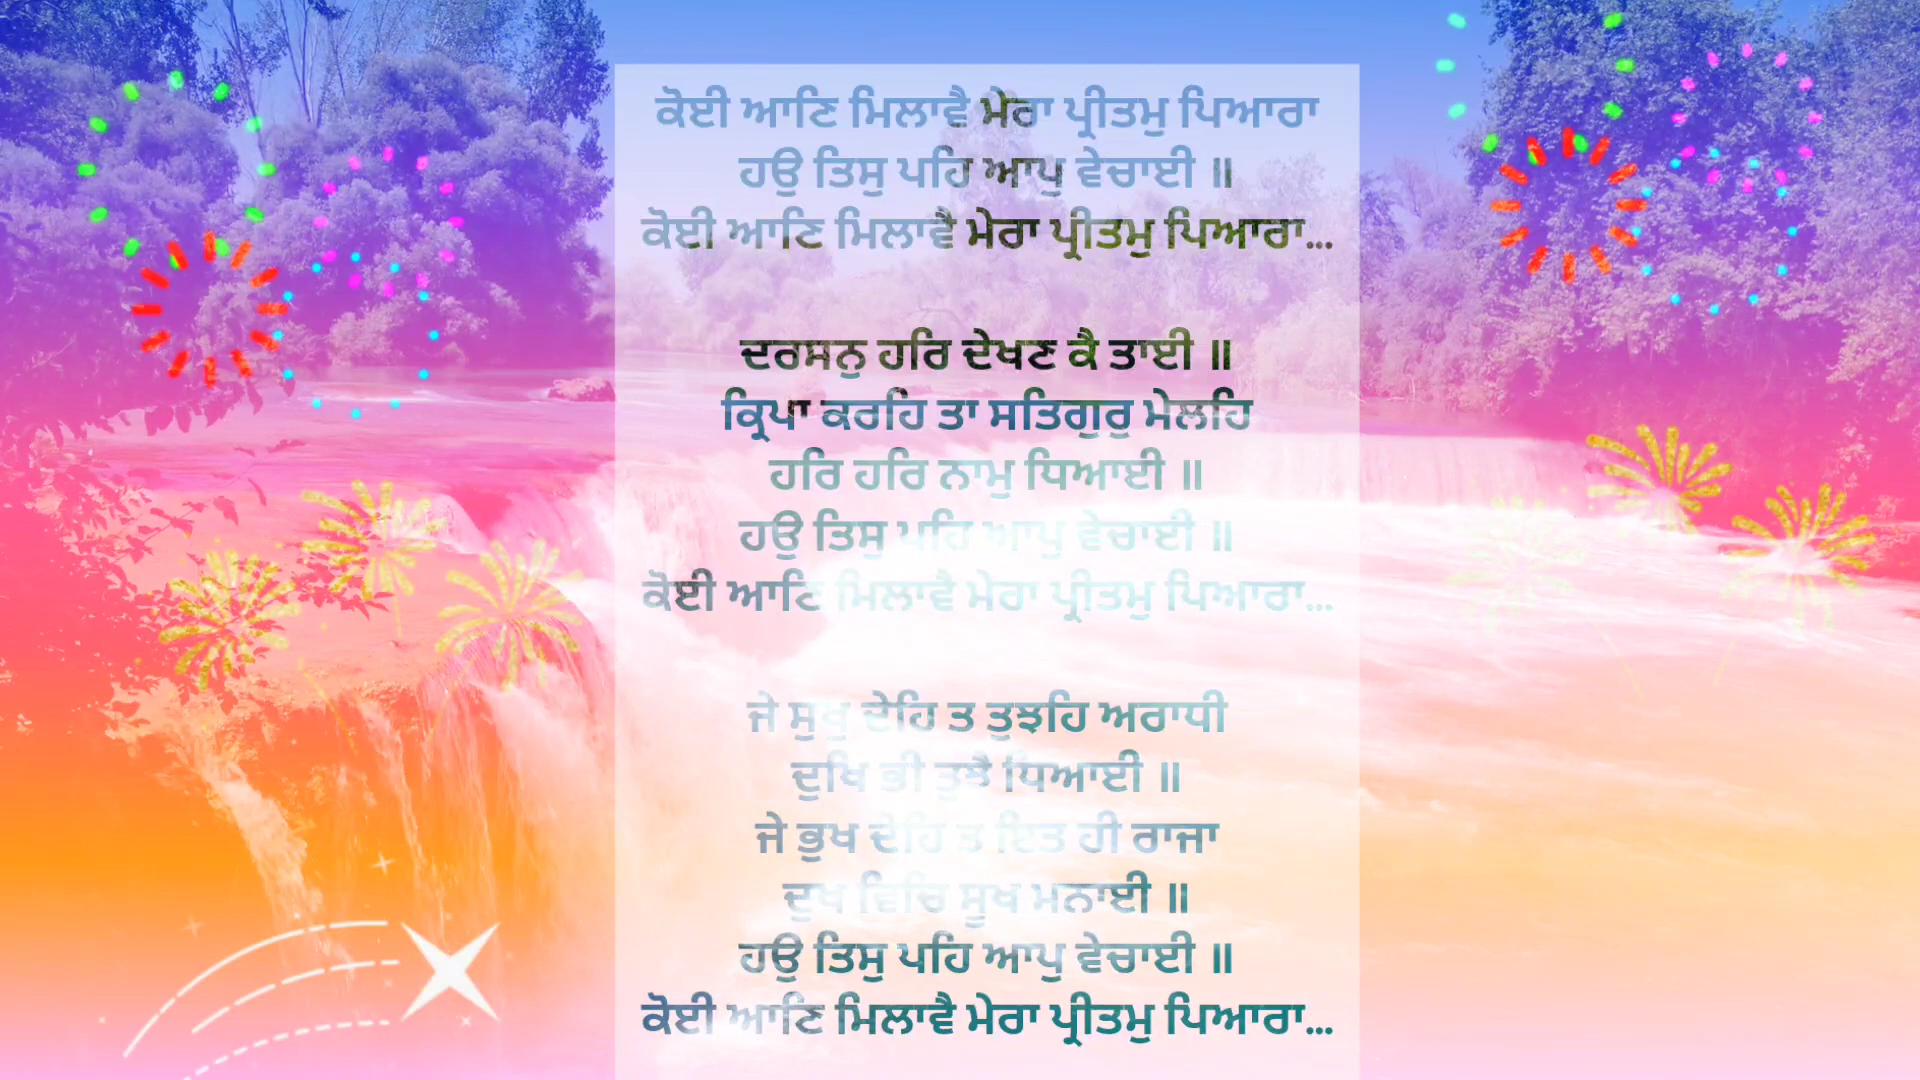 ਕੋਈ ਆਣਿ ਮਿਲਾਵੈ ਮੇਰਾ ਪ੍ਰੀਤਮੁ ਪਿਆਰਾ
ਹਉ ਤਿਸੁ ਪਹਿ ਆਪੁ ਵੇਚਾਈ ॥
ਕੋਈ ਆਣਿ ਮਿਲਾਵੈ ਮੇਰਾ ਪ੍ਰੀਤਮੁ ਪਿਆਰਾ...
ਦਰਸਨੁ ਹਰਿ ਦੇਖਣ ਕੈ ਤਾਈ ॥
ਕ੍ਰਿਪਾ ਕਰਹਿ ਤਾ ਸਤਿਗੁਰੁ ਮੇਲਹਿ
ਹਰਿ ਹਰਿ ਨਾਮੁ ਧਿਆਈ ॥
ਹਉ ਤਿਸੁ ਪਹਿ ਆਪੁ ਵੇਚਾਈ ॥
ਕੋਈ ਆਣਿ ਮਿਲਾਵੈ ਮੇਰਾ ਪ੍ਰੀਤਮੁ ਪਿਆਰਾ...
ਜੇ ਸੁਖੁ ਦੇਹਿ ਤ ਤੁਝਹਿ ਅਰਾਧੀ
ਦੁਖਿ ਭੀ ਤੁਝੈ ਧਿਆਈ ॥
ਜੇ ਭੁਖ ਦੇਹਿ ਤ ਇਤ ਹੀ ਰਾਜਾ
ਦੁਖ ਵਿਚਿ ਸੂਖ ਮਨਾਈ ॥
ਹਉ ਤਿਸੁ ਪਹਿ ਆਪੁ ਵੇਚਾਈ ॥
ਕੋਈ ਆਣਿ ਮਿਲਾਵੈ ਮੇਰਾ ਪ੍ਰੀਤਮੁ ਪਿਆਰਾ...